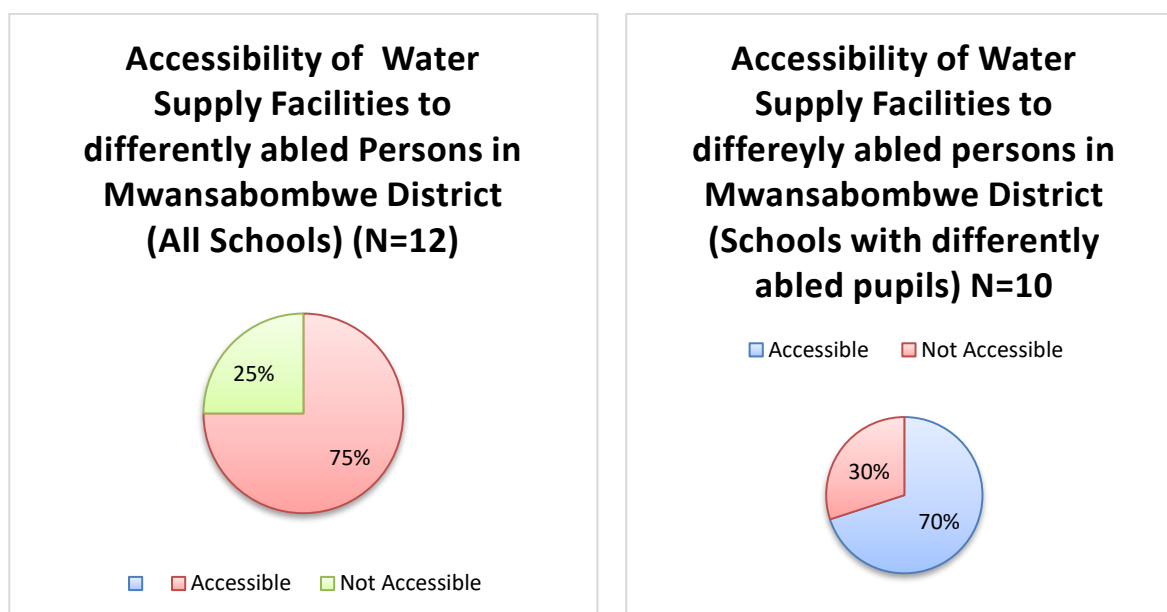 Accessibility of  Water
Supply Facilities to
differently abled Persons in
Mwansabombwe District
(All Schools) (N=12)
25%
75%
Accessible
Not Accessible
Accessibility of Water
Supply Facilities to
differeyly abled persons in
Mwansabombwe District
(Schools with differently
abled pupils) N=10
Accessible
Not Accessible
30%
70%